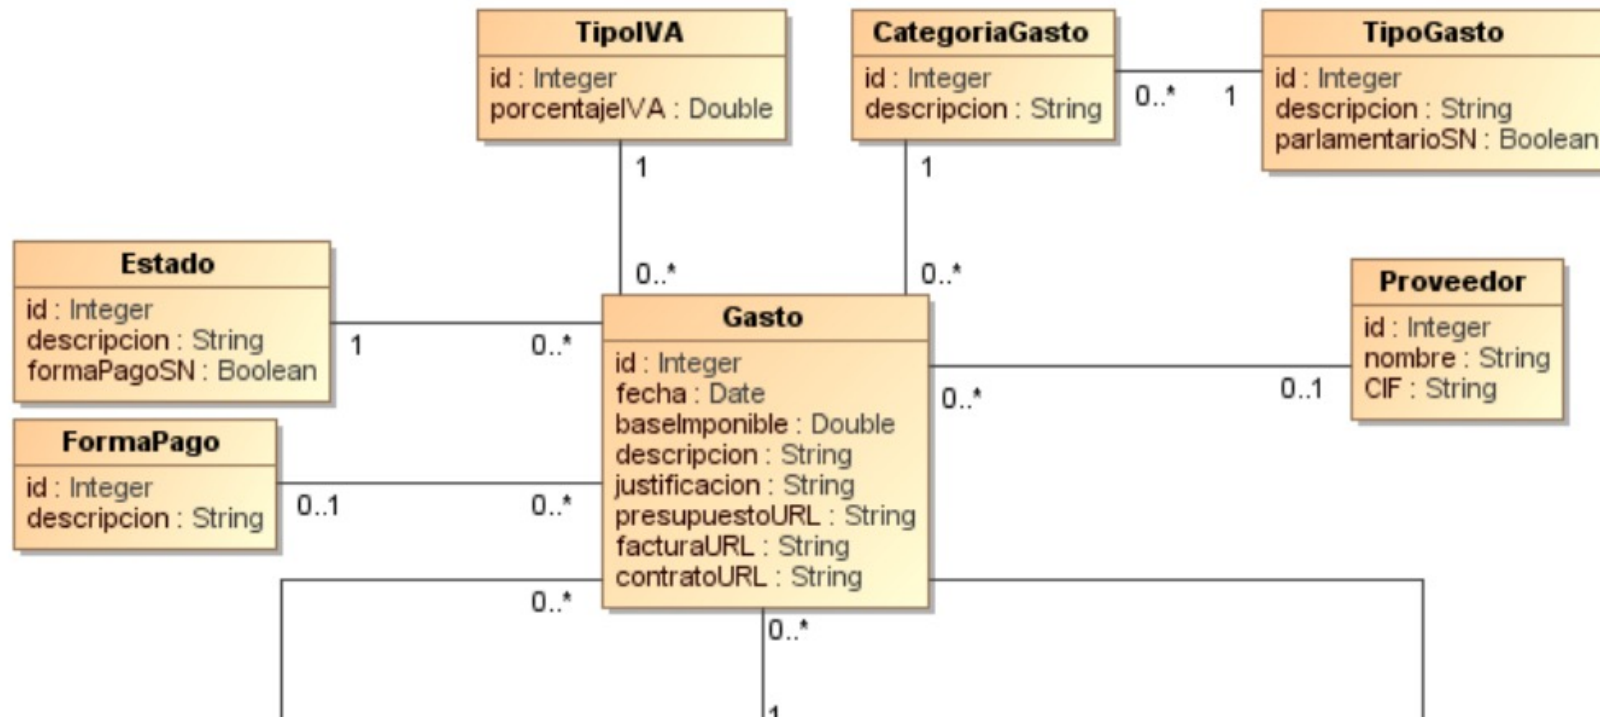 TipoIVA
id : Integer
porcentajeIVA : Double
CategoriaGasto
id : Integer
descripcion : String
TipoGasto
id : Integer
descripcion : String
parlamentarioSN : Boolean
0..*
1
1
1
0..*
0..*
Estado
id : Integer
descripcion : String
formaPagoSN : Boolean
1
0..*
Proveedor
id : Integer
nombre : String
CIF : String
0..*
0..1
Gasto
id : Integer
fecha : Date
baseImponible : Double
descripcion : String
justificacion : String
presupuestoURL : String
facturaURL : String
contratoURL : String
FormaPago
id : Integer
descripcion : String
0..1
0..*
0..*
0..*
1